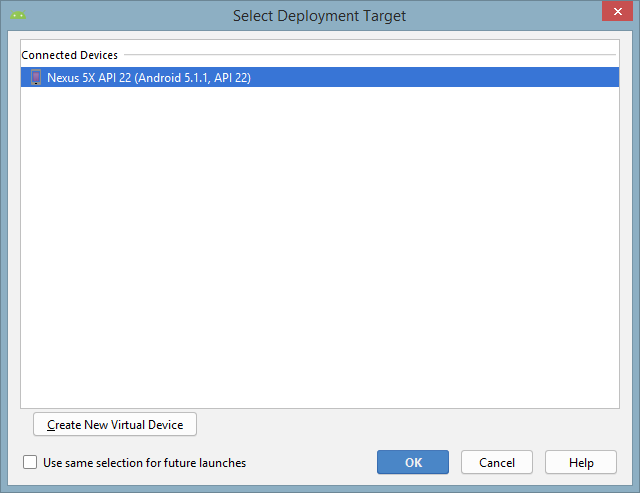 Select Deployment Target
Connected Devices
Nexus 5X API 22 (Android 5.1.1, API 22)
Create New Virtual Device
Use same selection for future launches
OK
Cancel
Help